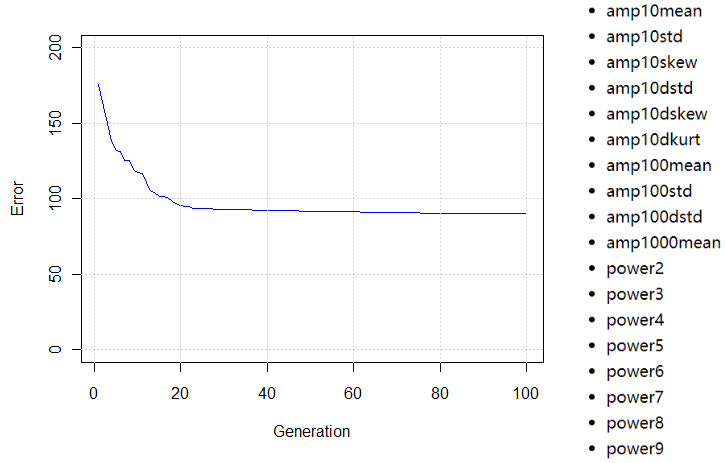 200
150
100
50
0
Error
0 20 40 60 80 100
Generation
• amp10mean
• amp10std
• amp10skew
• amp10dstd
• amp10dskew
• amp10dkurt
• amp100mean
• amp100std
• amp100dstd
• amp1000mean
• power2
• power3
• power4
• power5
• power6
• power7
• power8
• power9